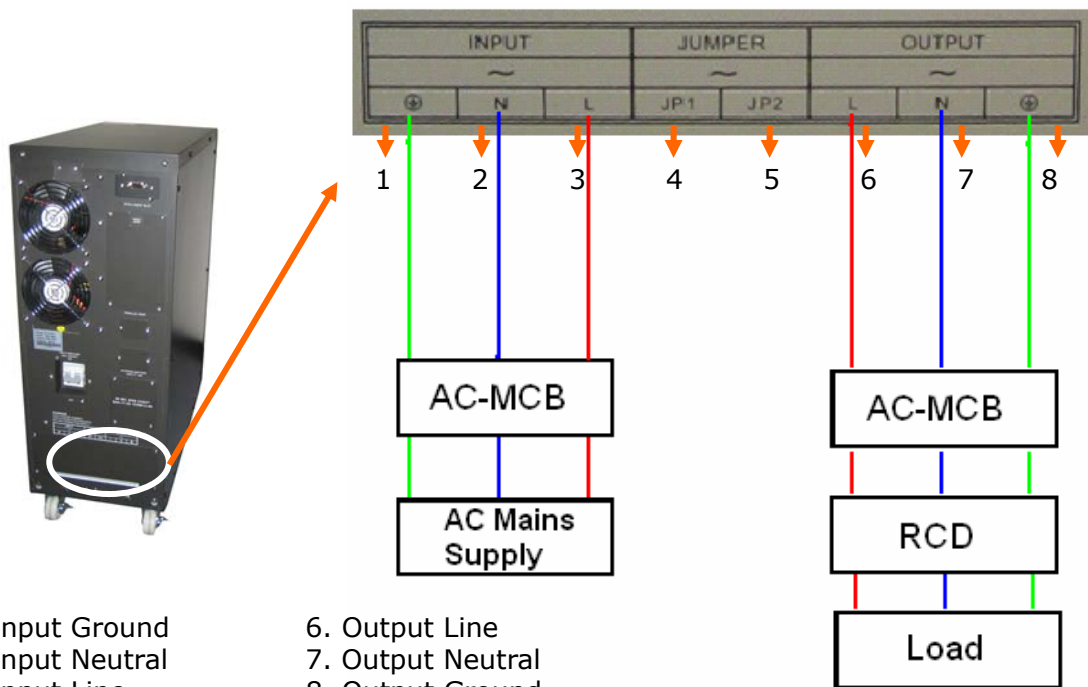 INPUT JUMPER OUTPUT
~ ~ ~
⏚ N L JP1 JP2 L N ⏚
1 2 3 4 5 6 7 8
AC-MCB
AC-MCB
AC Mains
Supply
RCD
Load
nput Ground
nput Neutral
6. Output Line
7. Output Neutral